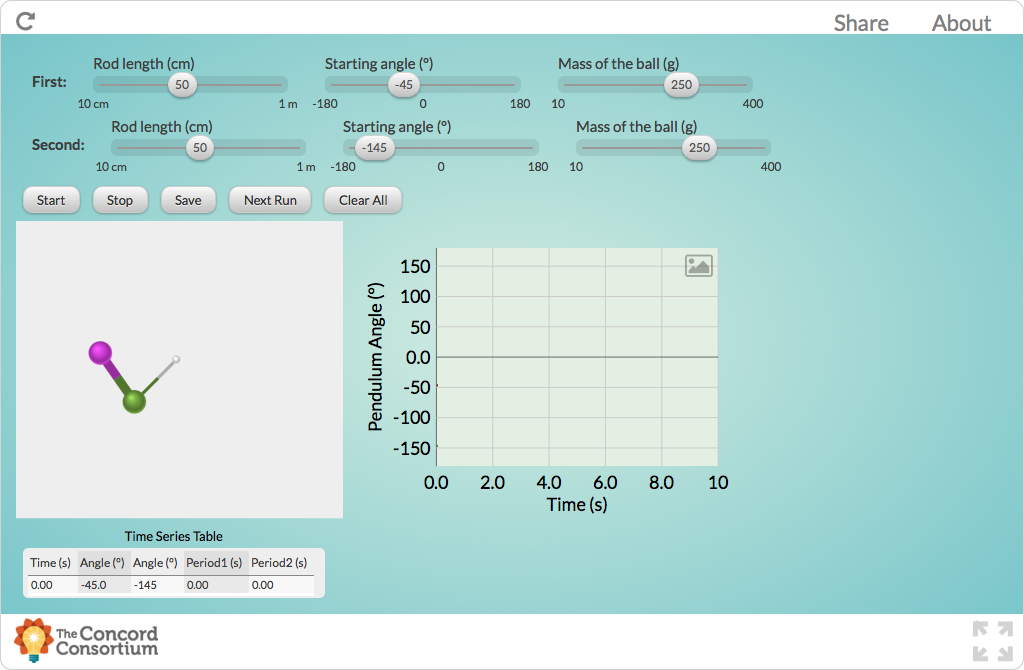 Share About
Rod length (cm) Starting angle (º) Mass of the ball (g)
First: 50 -45 250
10 cm 1 m -180 0 180 10 400
Rod length (cm) Starting angle (º) Mass of the ball (g)
Second: 50 -145 250
10 cm 1 m -180 0 180 10 400
Start Stop Save Next Run Clear All
150
100
50
0.0
-50
-100
-150
Pendulum Angle (º)
0.0 2.0 4.0 6.0 8.0 10
Time (s)
Time Series Table
Time (s) Angle (º) Angle (º) Period1 (s) Period2 (s)
0.00 -45.0 -145 0.00 0.00
The Concord
Consortium